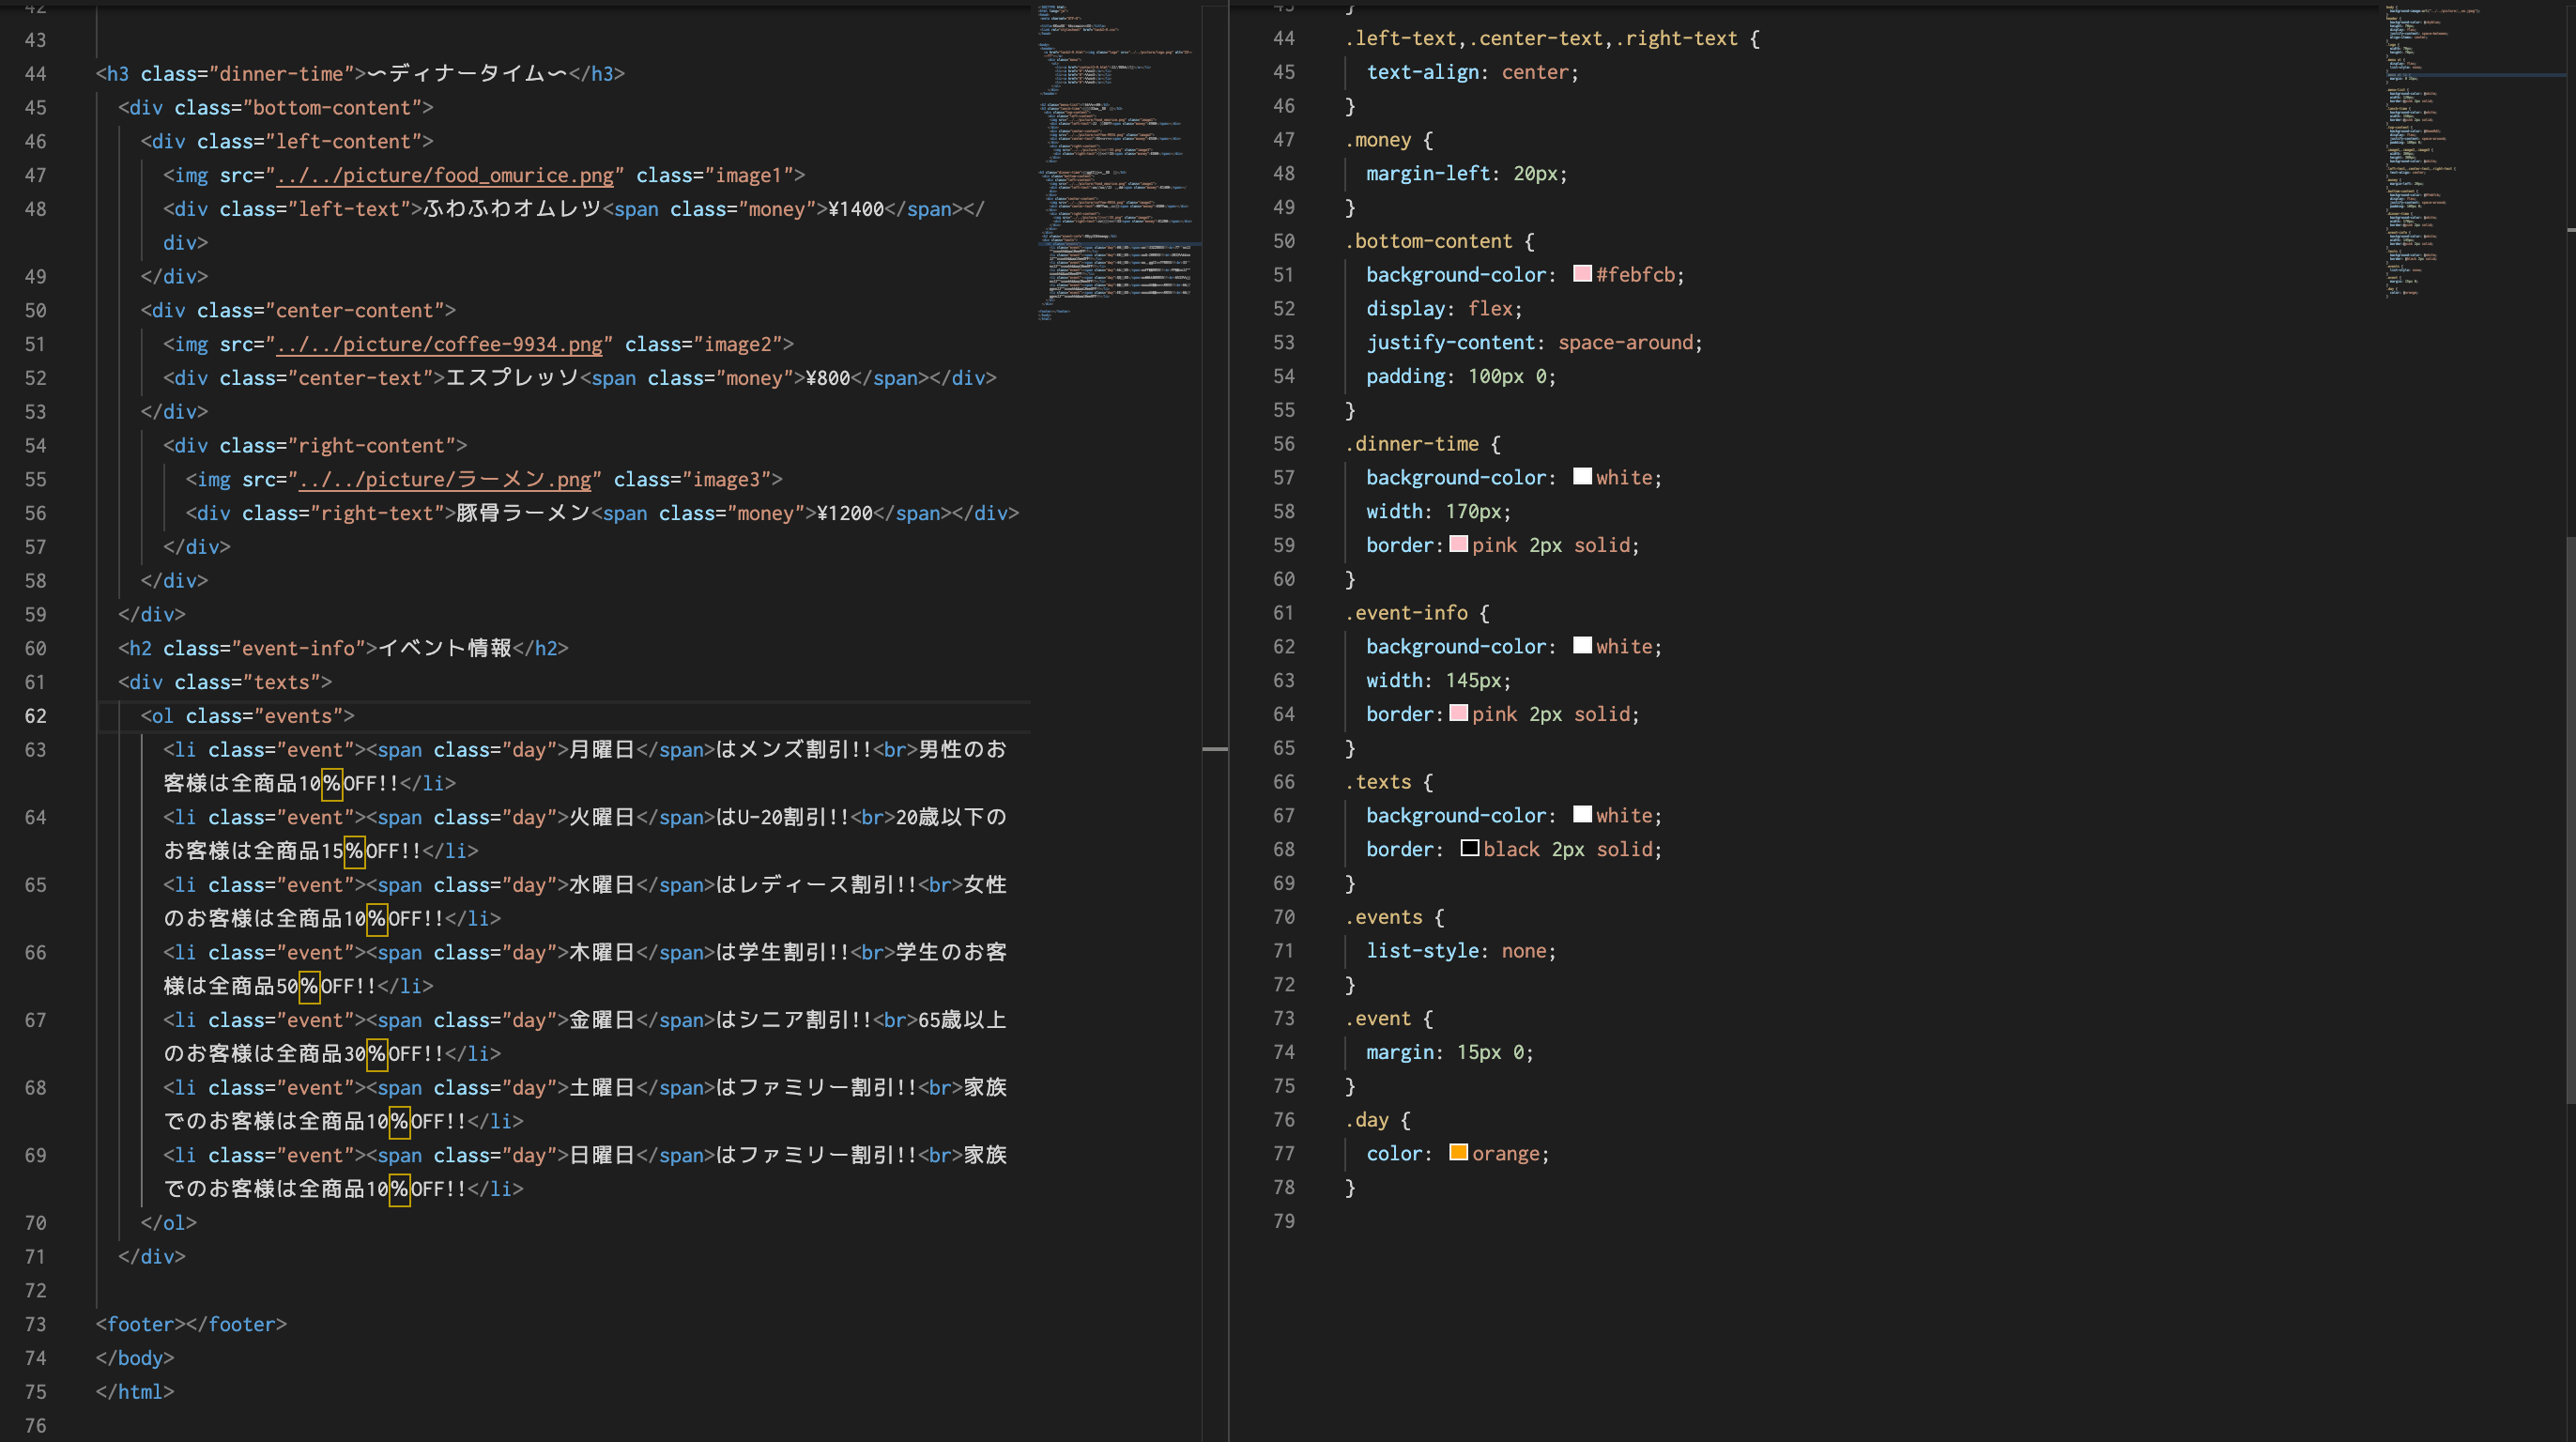 42
43
44 <h3 class="dinner-time">〜ディナータイム〜</h3>
45 <div class="bottom-content">
46 <div class="left-content">
47 <img src="../../picture/food_omurice.png" class="image1">
48 <div class="left-text">ふわふわオムレツ<span class="money">¥1400</span></
div>
49 </div>
50 <div class="center-content">
51 <img src="../../picture/coffee-9934.png" class="image2">
52 <div class="center-text">エスプレッソ<span class="money">¥800</span></div>
53 </div>
54 <div class="right-content">
55 <img src="../../picture/ラーメン.png" class="image3">
56 <div class="right-text">豚骨ラーメン<span class="money">¥1200</span></div>
57 </div>
58 </div>
59 </div>
60 <h2 class="event-info">イベント情報</h2>
61 <div class="texts">
62 <ol class="events">
63 <li class="event"><span class="day">月曜日</span>はメンズ割引!!<br>男性のお
客様は全商品10％OFF!!</li>
64 <li class="event"><span class="day">火曜日</span>はU-20割引!!<br>20歳以下の
お客様は全商品15％OFF!!</li>
65 <li class="event"><span class="day">水曜日</span>はレディース割引!!<br>女性
のお客様は全商品10％OFF!!</li>
66 <li class="event"><span class="day">木曜日</span>は学生割引!!<br>学生のお客
様は全商品50％OFF!!</li>
67 <li class="event"><span class="day">金曜日</span>はシニア割引!!<br>65歳以上
のお客様は全商品30％OFF!!</li>
68 <li class="event"><span class="day">土曜日</span>はファミリー割引!!<br>家族
でのお客様は全商品10％OFF!!</li>
69 <li class="event"><span class="day">日曜日</span>はファミリー割引!!<br>家族
でのお客様は全商品10％OFF!!</li>
70 </ol>
71 </div>
72
73 <footer></footer>
74 </body>
75 </html>
76
43 }
44 .left-text,.center-text,.right-text {
45 text-align: center;
46 }
47 .money {
48 margin-left: 20px;
49 }
50 .bottom-content {
51 background-color: #febfcb;
52 display: flex;
53 justify-content: space-around;
54 padding: 100px 0;
55 }
56 .dinner-time {
57 background-color: white;
58 width: 170px;
59 border:pink 2px solid;
60 }
61 .event-info {
62 background-color: white;
63 width: 145px;
64 border:pink 2px solid;
65 }
66 .texts {
67 background-color: white;
68 border: black 2px solid;
69 }
70 .events {
71 list-style: none;
72 }
73 .event {
74 margin: 15px 0;
75 }
76 .day {
77 color: orange;
78 }
79